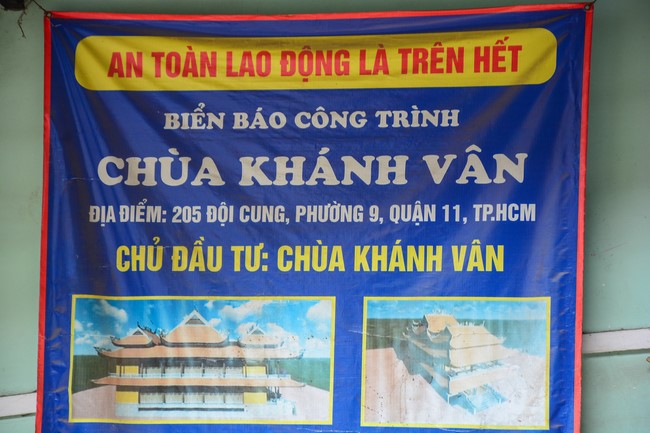 AN TOÀN LAO ĐỘNG LÀ TRÊN HẾT
BIỂN BÁO CÔNG TRÌNH
CHÙA KHÁNH VÂN
ĐỊA ĐIỂM: 205 ĐỘI CUNG, PHƯỜNG 9, QUẬN 11, TP.HCM
CHỦ ĐẦU TƯ: CHÙA KHÁNH VÂN